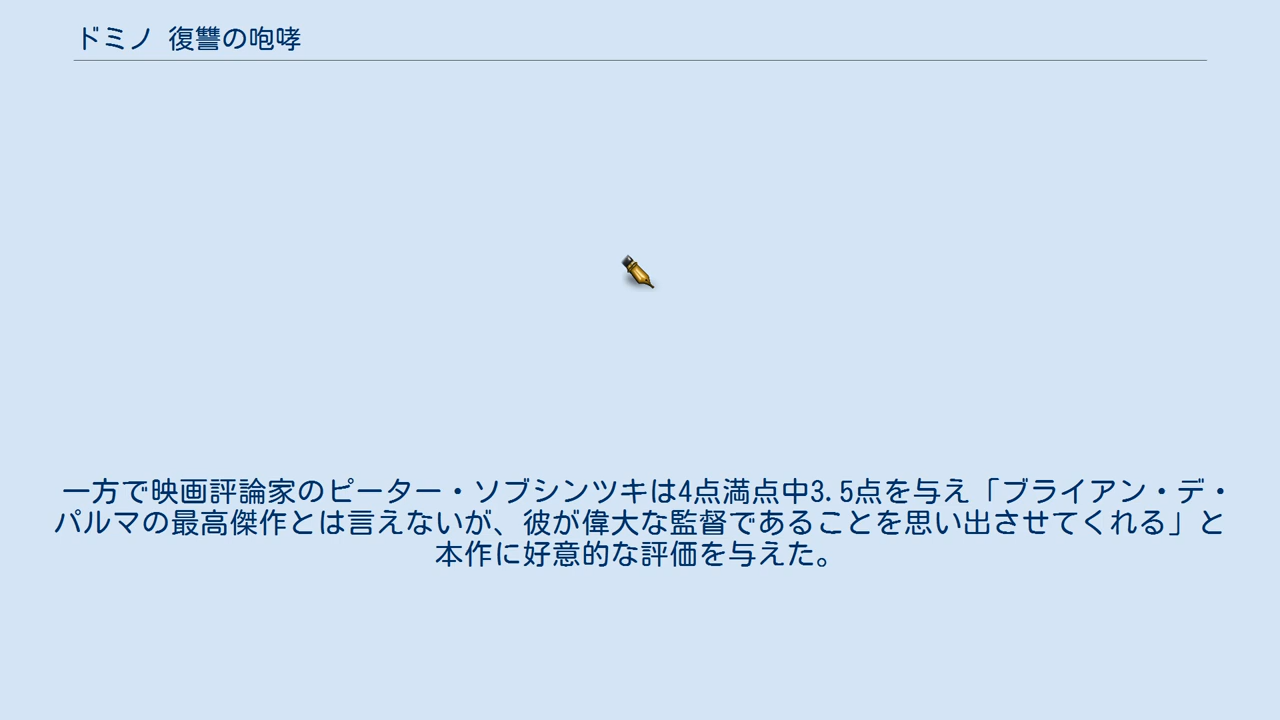 ドミノ 復讐の咆哮
一方で映画評論家のピーター・ソブシンツキは4点満点中3.5点を与え「ブライアン・デ・
パルマの最高傑作とは言えないが、彼が偉大な監督であることを思い出させてくれる」と
本作に好意的な評価を与えた。